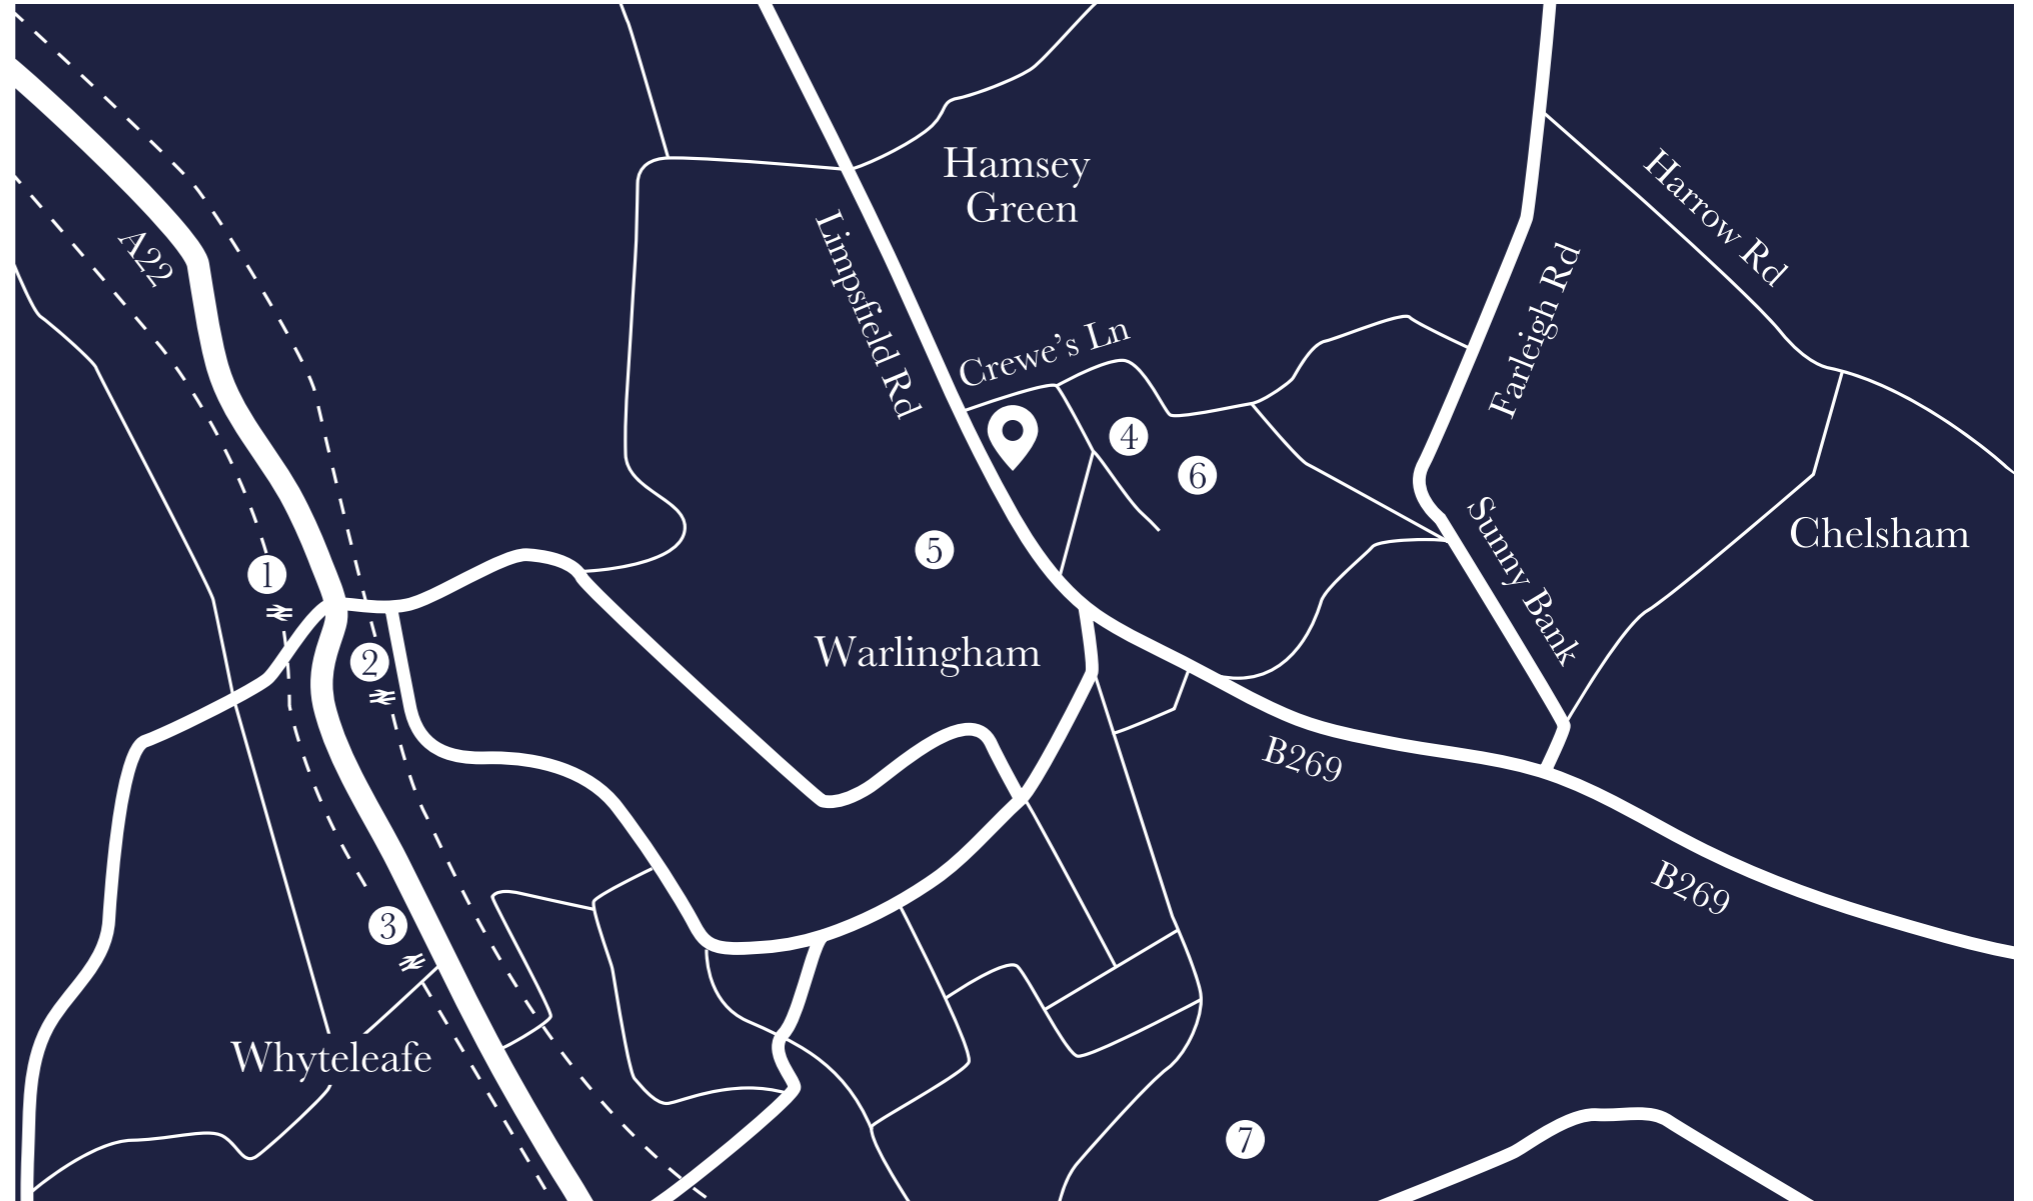 Hamsey
Green
Harrow Rd
A22
Limpsfield Rd
Farleigh Rd
Crewe’s Ln
4
6
Sunny Bank
Chelsham
5
1
2
Warlingham
B269
B269
3
Whyteleafe
7